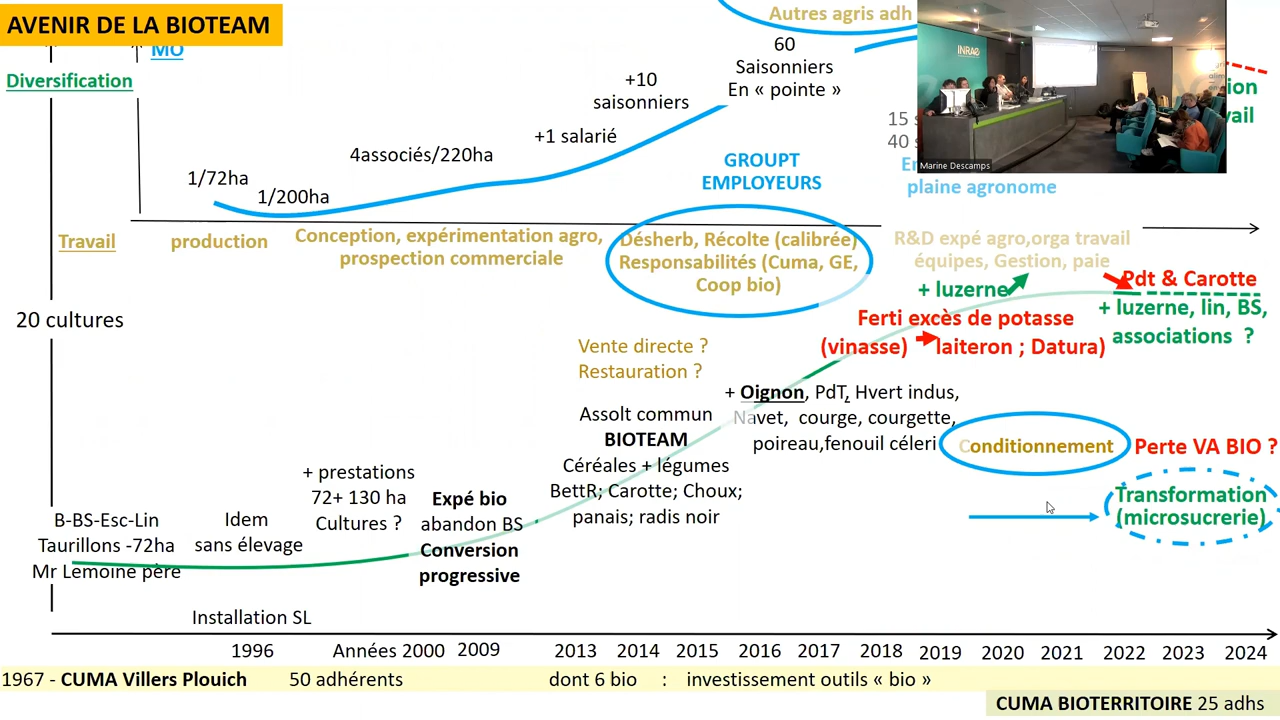 AVENIR DE LA BIOTEAM
MO
Diversification
Autres agris adh
60
Saisonniers
En « pointe »
+10
saisonniers
+1 salarié
4associés/220ha
1/72ha
1/200ha
GROUPT
EMPLOYEURS
15
40
plaine agronome
INRAE
Marine Descamps
Travail
production
Conception, expérimentation agro,
prospection commerciale
Désherb, Récolte (calibrée)
Responsabilités (Cuma, GE,
Coop bio)
R&D expé agro,orga travail
équipes, Gestion, paie
+ luzerne
Pdt & Carotte
+ luzerne, lin, BS,
associations ?
20 cultures
Ferti excès de potasse
(vinasse) laiteron ; Datura)
Vente directe ?
Restauration ?
+ Oignon, PdT, Hvert indus,
Navet, courge, courgette,
poireau,fenouil céleri
Assolt commun
BIOTEAM
Céréales + légumes
BettR; Carotte; Choux;
panais; radis noir
Conditionnement
Perte VA BIO ?
Transformation
(microsucrerie)
+ prestations
72+ 130 ha
Cultures ?
Expé bio
abandon BS
Conversion
progressive
B-BS-Esc-Lin
Taurillons -72ha
Mr Lemoine père
Idem
sans élevage
Installation SL
1996 Années 2000 2009 2013 2014 2015 2016 2017 2018 2019 2020 2021 2022 2023 2024
1967 - CUMA Villers Plouich 50 adhérents dont 6 bio : investissement outils « bio »
CUMA BIOTERRITOIRE 25 adhs